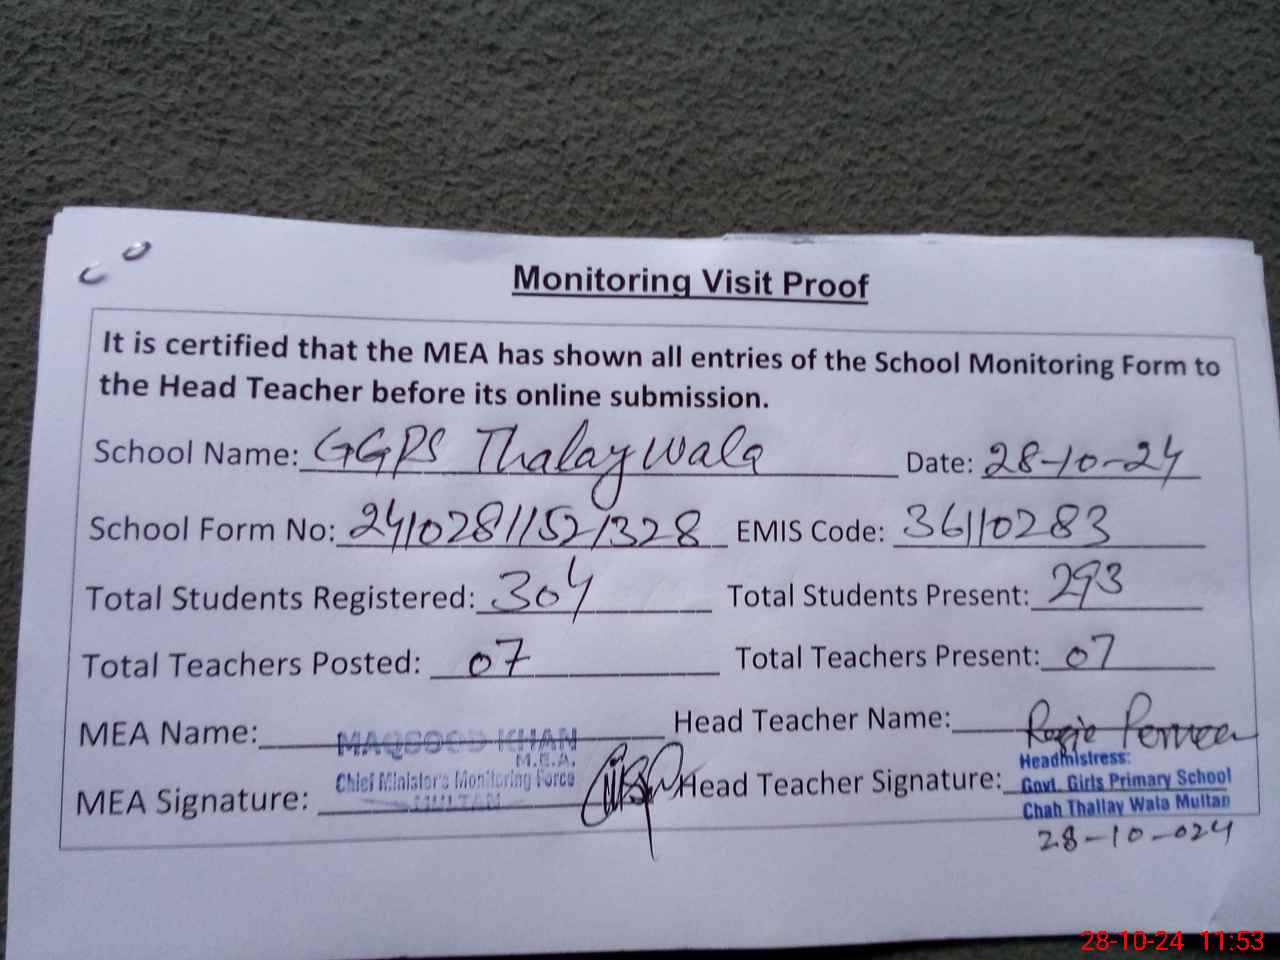 Monitoring Visit Proof
It is certified that the MEA has shown all entries of the School Monitoring Form to
the Head Teacher before its online submission.
School Name: GGPS Thalaywala Date: 28-10-24
School Form No: 24102811521328 EMIS Code: 36110283
Total Students Registered: 304 Total Students Present: 293
Total Teachers Posted: 07 Total Teachers Present: 07
MEA Name: MAQSOOD KHAN Head Teacher Name: Perveen
M.E.A.
Chief Minister's Monitoring Force
MULTAN
MEA Signature: Head Teacher Signature:
Headmistress:
Govt. Girls Primary School
Chah Thallay Wala Multan
28-10-024
28-10-24 11:53